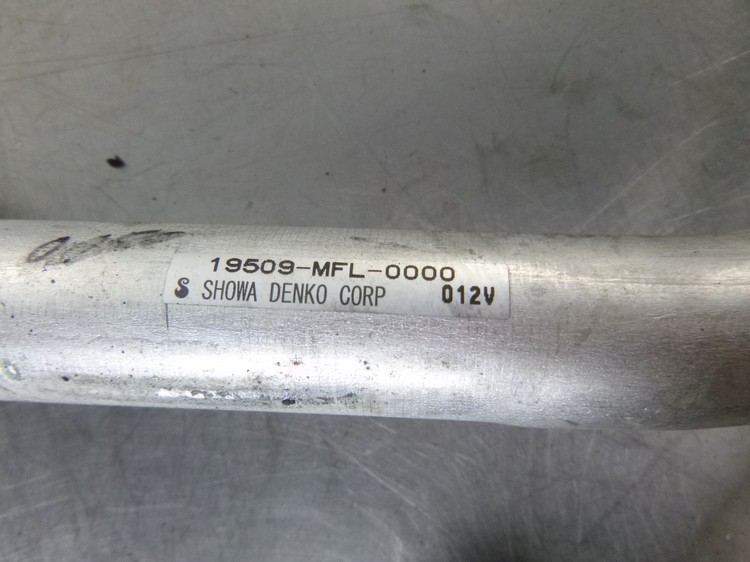 19509-MFL-0000
SHOWA DENKO CORP 012V